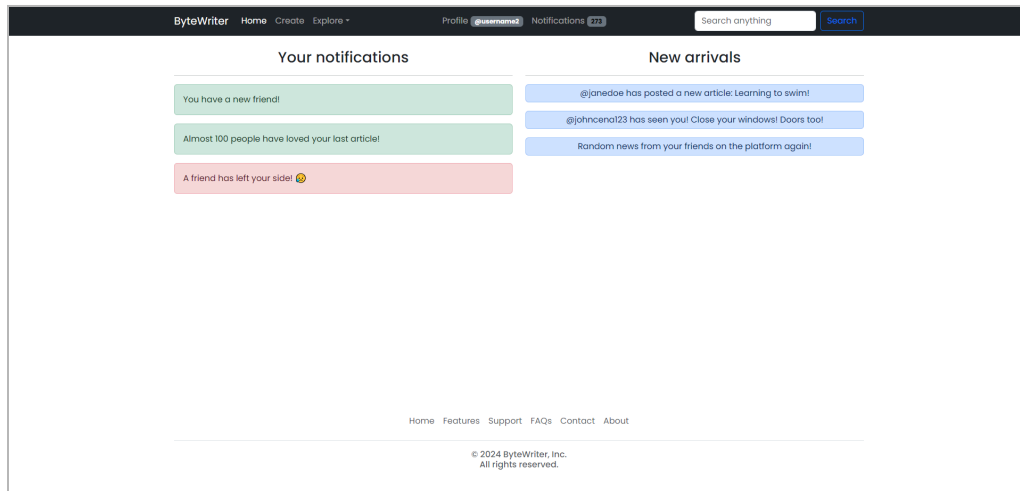 ByteWriter Home Create Explore Profile @username2 Notifications 273 Search anything Search
Your notifications
You have a new friend!
Almost 100 people have loved your last article!
A friend has left your side! 😥
New arrivals
@janedoe has posted a new article: Learning to swim!
@johncena123 has seen you! Close your windows! Doors too!
Random news from your friends on the platform again!
Home Features Support FAQs Contact About
© 2024 ByteWriter, Inc.
All rights reserved.